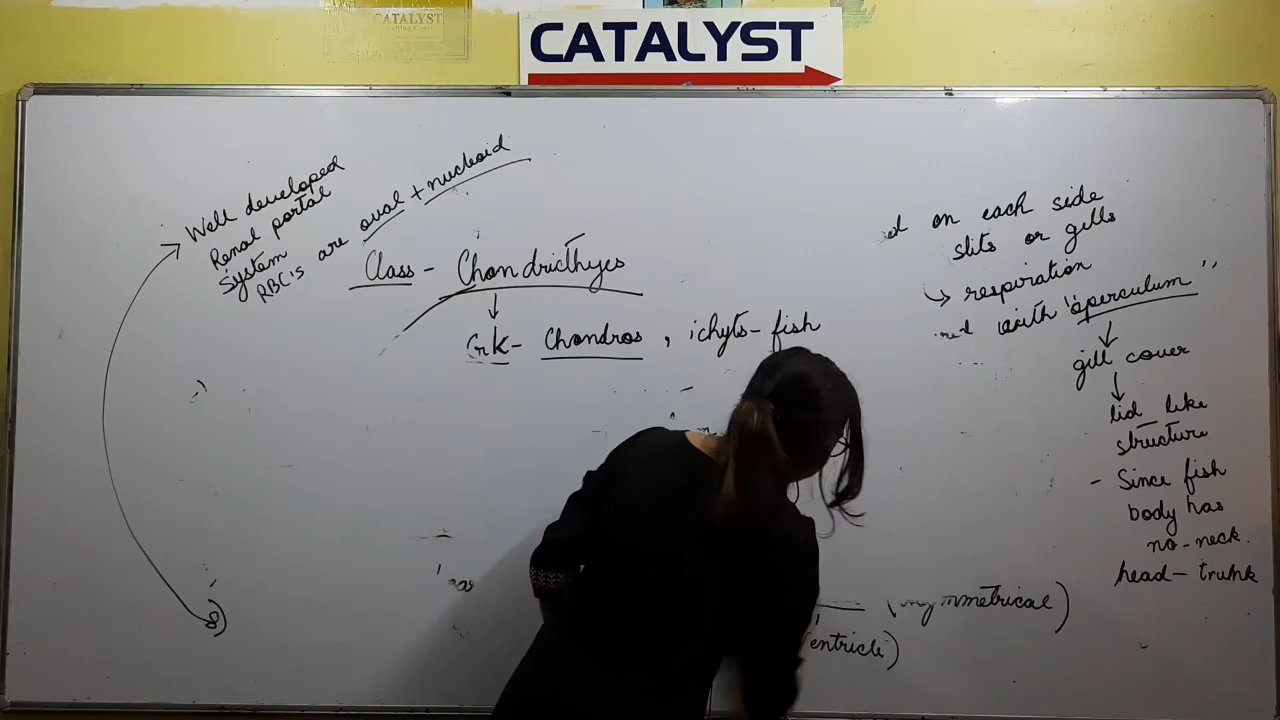 CATALYST
CATALYST
Well developed
Renal portal
system
RBC's are oval + nucleoid
Class - Chondricthyes
Grk - Chondros , ichyts - fish
on each side
slits or gills
respiration
with "operculum"
gill cover
lid like
structure
- Since fish
body has
no-neck.
head - trunk